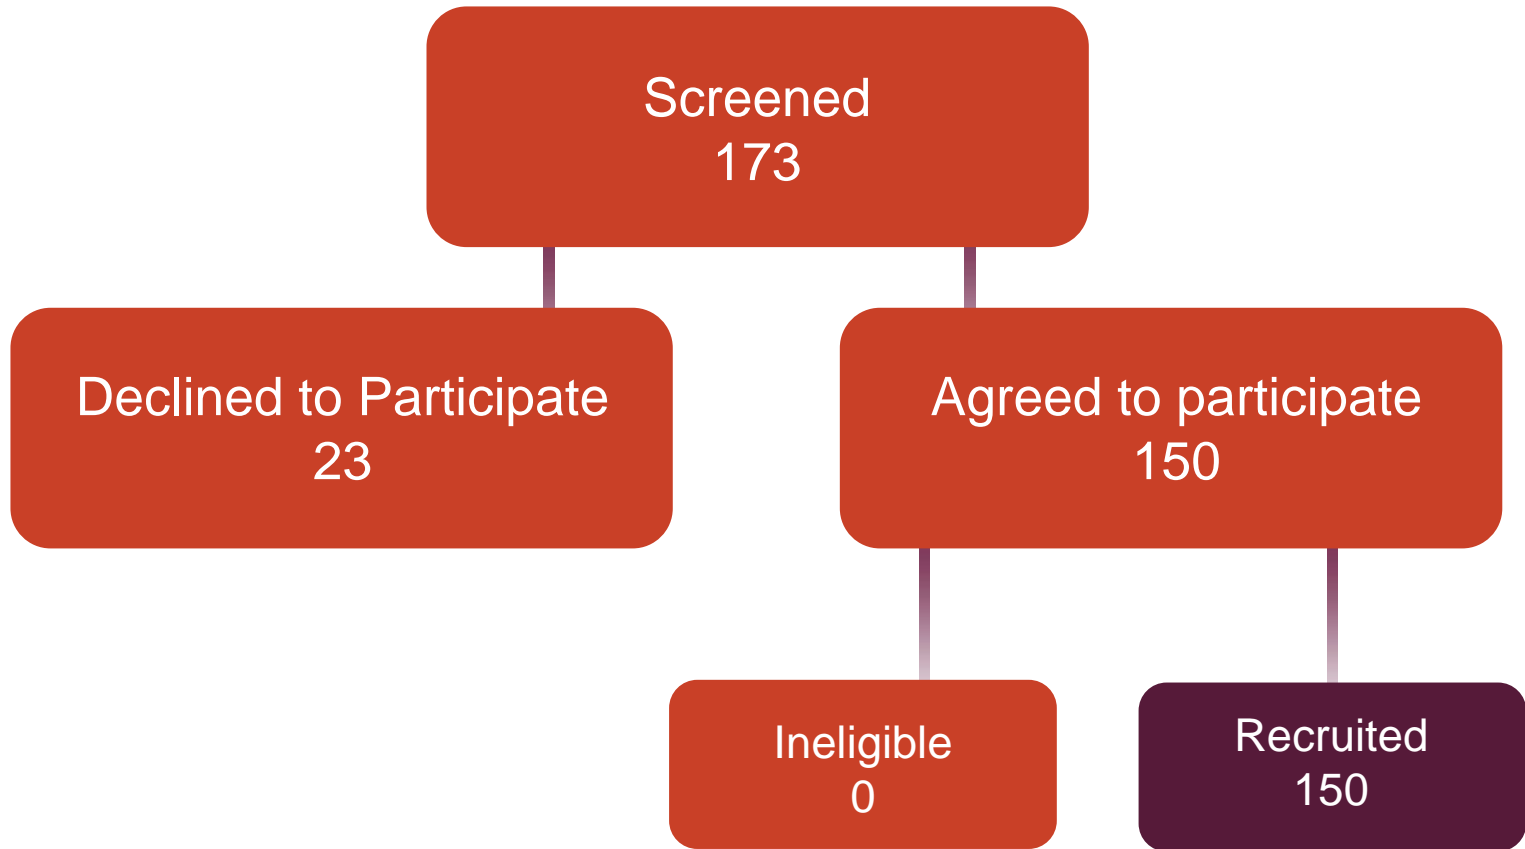 Screened
173
Declined to Participate
23
Agreed to participate
150
Ineligible
0
Recruited
150